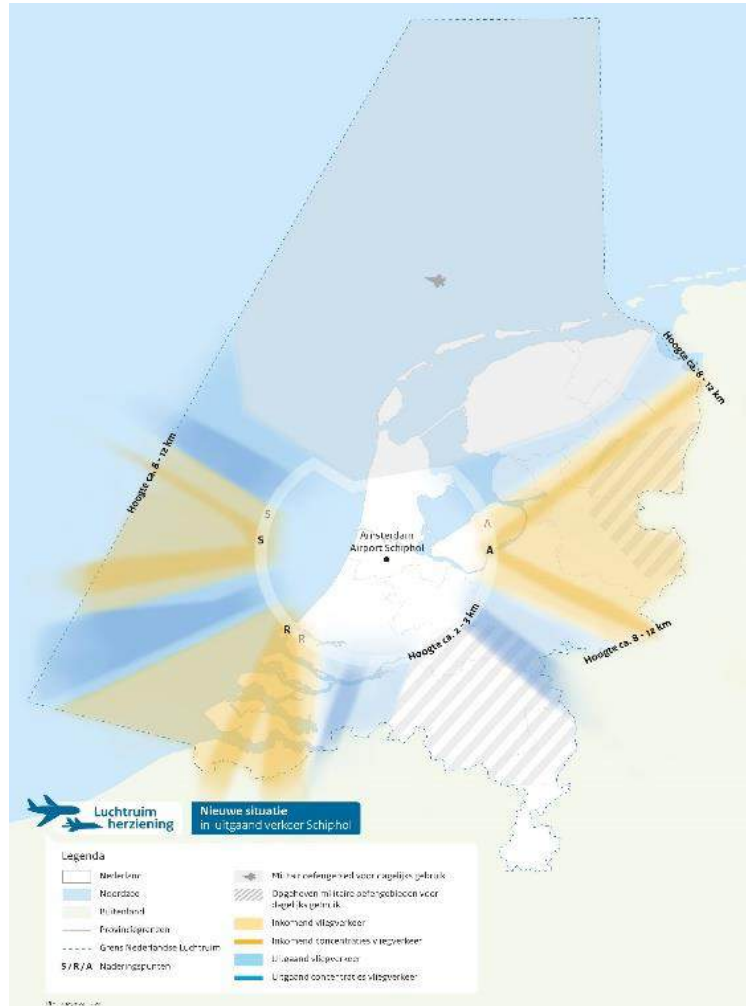 Hoogte ca. 8 - 12 km
Hoogte ca. 8 - 12 km
S
S
A
A
Amsterdam
Airport Schiphol
R
R
Hoogte ca. 2 - 3 km
Hoogte ca. 8 - 12 km
Luchtruim
herziening
Nieuwe situatie
in- uitgaand verkeer Schiphol
Legenda
Nederland
Noordzee
Buitenland
Provinciegrenzen
Grens Nederlandse Luchtruim
S / R / A Naderingspunten
Militair oefengebied voor dagelijks gebruik
Opgeheven militaire oefengebieden voor
dagelijks gebruik
Inkomend vliegverkeer
Inkomend concentraties vliegverkeer
Uitgaand vliegverkeer
Uitgaand concentraties vliegverkeer